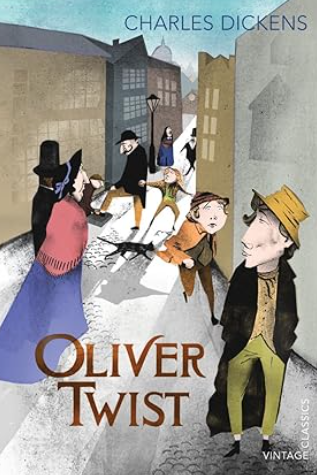 CHARLES DICKENS
OLIVER
TWIST
VINTAGE CLASSICS